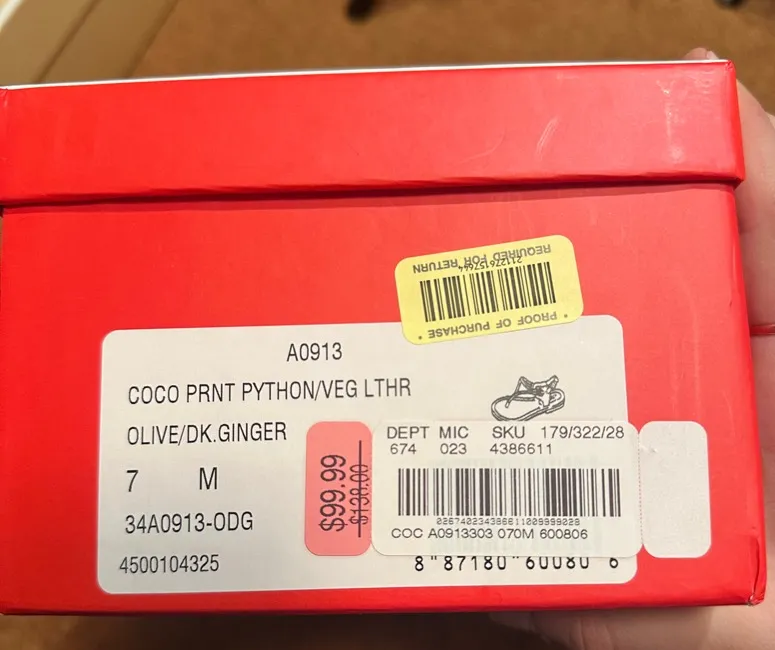 REQUIRED FOR RETURN
21127615764
* PROOF OF PURCHASE *
A0913
COCO PRNT PYTHON/VEG LTHR
OLIVE/DK.GINGER
7 M
34A0913-ODG
4500104325
$99.99
$138.00
DEPT MIC SKU 179/322/28
674 023 4386611
COC A0913303 070M 600806
8 87180 60080 6